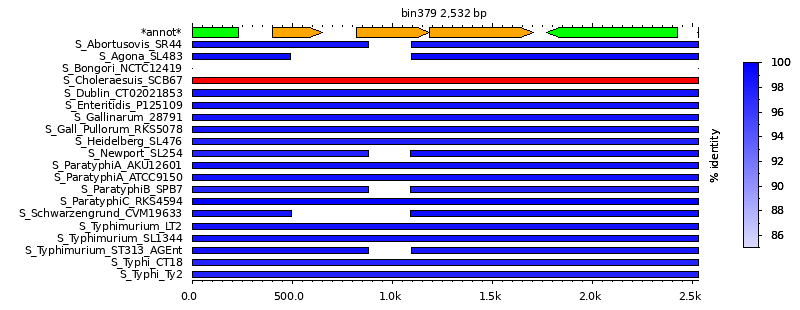 bin379 2,532 bp
*annot*
S_Abortusovis_SR44
S_Agona_SL483
S_Bongori_NCTC12419
S_Choleraesuis_SCB67
S_Dublin_CT02021853
S_Enteritidis_P125109
S_Gallinarum_28791
S_Gall_Pullorum_RKS5078
S_Heidelberg_SL476
S_Newport_SL254
S_ParatyphiA_AKU12601
S_ParatyphiA_ATCC9150
S_ParatyphiB_SPB7
S_ParatyphiC_RKS4594
S_Schwarzengrund_CVM19633
S_Typhimurium_LT2
S_Typhimurium_SL1344
S_Typhimurium_ST313_AGEnt
S_Typhi_CT18
S_Typhi_Ty2
0.0 500.0 1.0k 1.5k 2.0k 2.5k
100
98
96
94
92
90
88
86
% identity